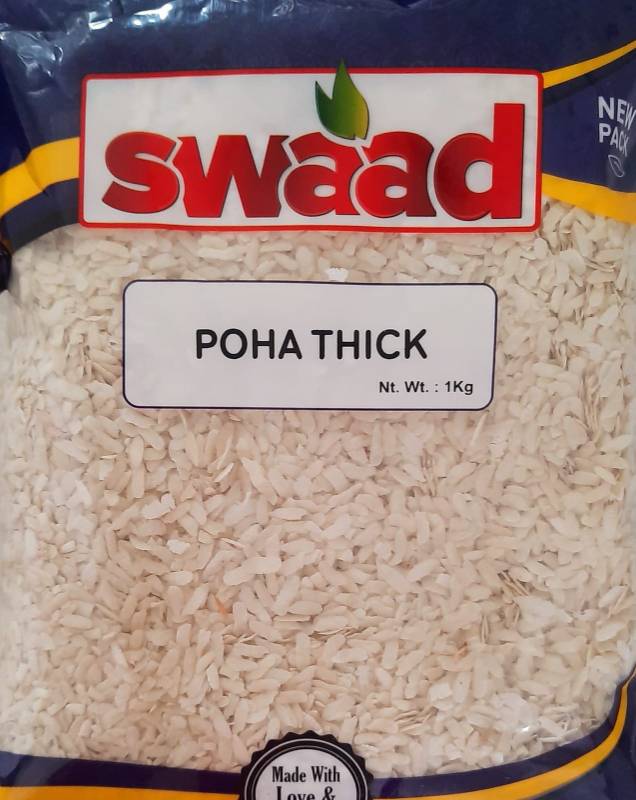 swaad
NEW
PACK
POHA THICK
Nt. Wt. : 1Kg
Made With
Love &